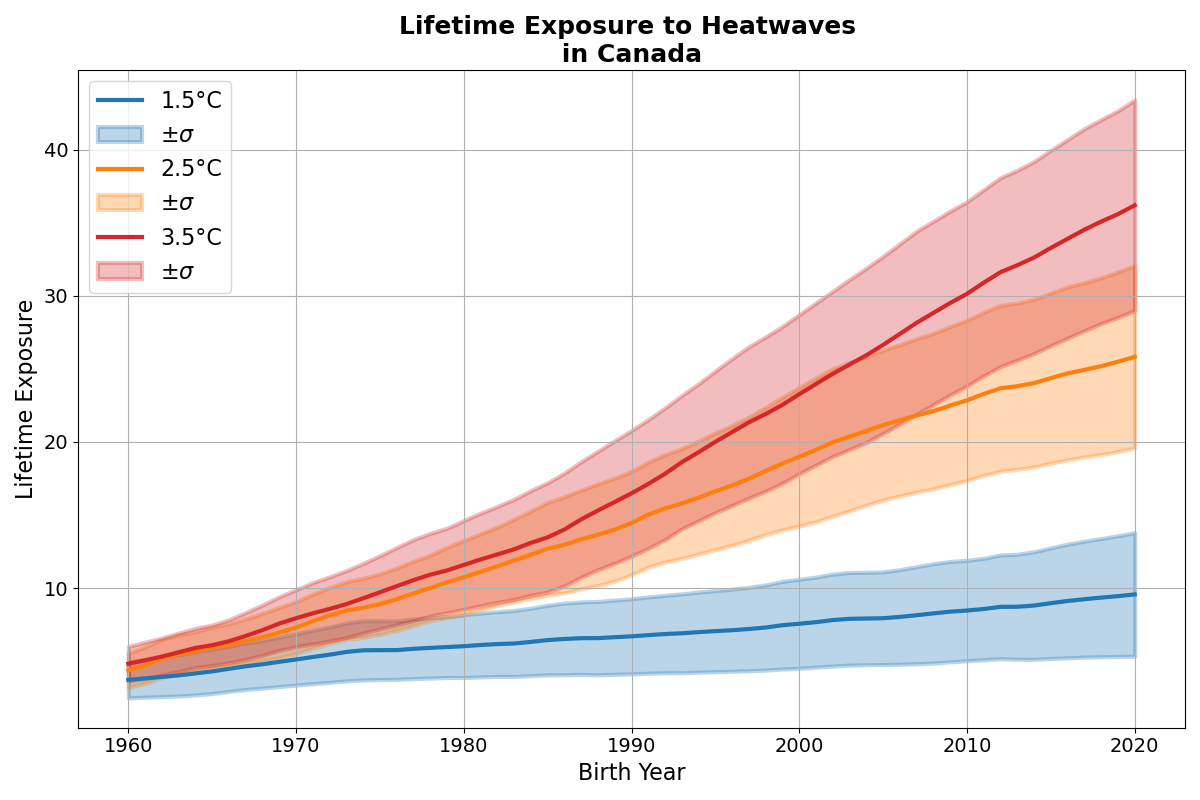 Lifetime Exposure to Heatwaves
in Canada
1.5°C
±σ
2.5°C
±σ
3.5°C
±σ
Lifetime Exposure
40
30
20
10
1960 1970 1980 1990 2000 2010 2020
Birth Year